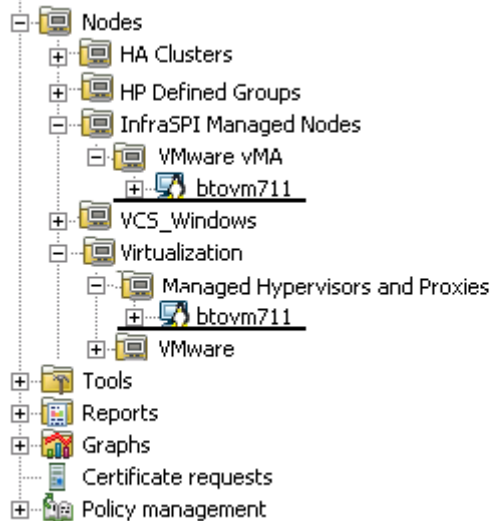 Nodes
HA Clusters
HP Defined Groups
InfraSPI Managed Nodes
VMware vMA
btovm711
VCS_Windows
Virtualization
Managed Hypervisors and Proxies
btovm711
VMware
Tools
Reports
Graphs
Certificate requests
Policy management